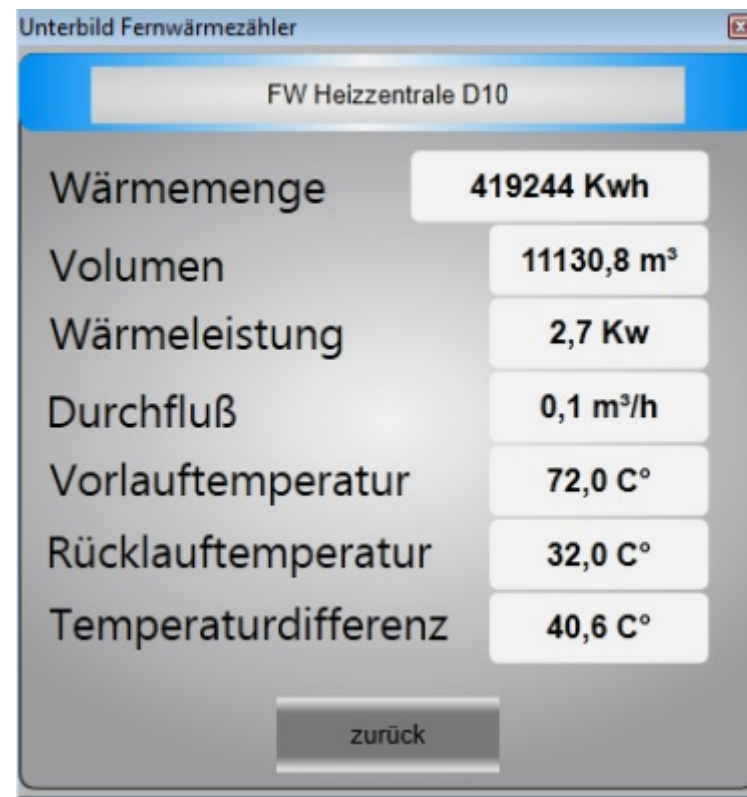 Unterbild Fernwärmezähler
FW Heizzentrale D10
Wärmemenge 419244 Kwh
Volumen 11130,8 m³
Wärmeleistung 2,7 Kw
Durchfluß 0,1 m³/h
Vorlauftemperatur 72,0 C°
Rücklauftemperatur 32,0 C°
Temperaturdifferenz 40,6 C°
zurück